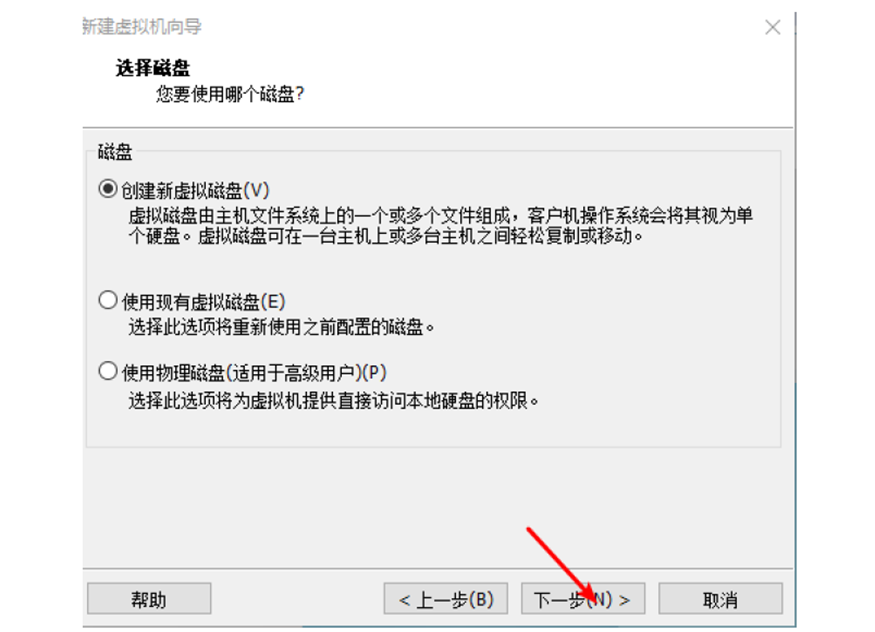 新建虚拟机向导
选择磁盘
您要使用哪个磁盘?
磁盘
创建新虚拟磁盘(V)
虚拟磁盘由主机文件系统上的一个或多个文件组成，客户机操作系统会将其视为单
个硬盘。虚拟磁盘可在一台主机上或多台主机之间轻松复制或移动。
使用现有虚拟磁盘(E)
选择此选项将重新使用之前配置的磁盘。
使用物理磁盘(适用于高级用户)(P)
选择此选项将为虚拟机提供直接访问本地硬盘的权限。
帮助
< 上一步(B)
下一步(N) >
取消